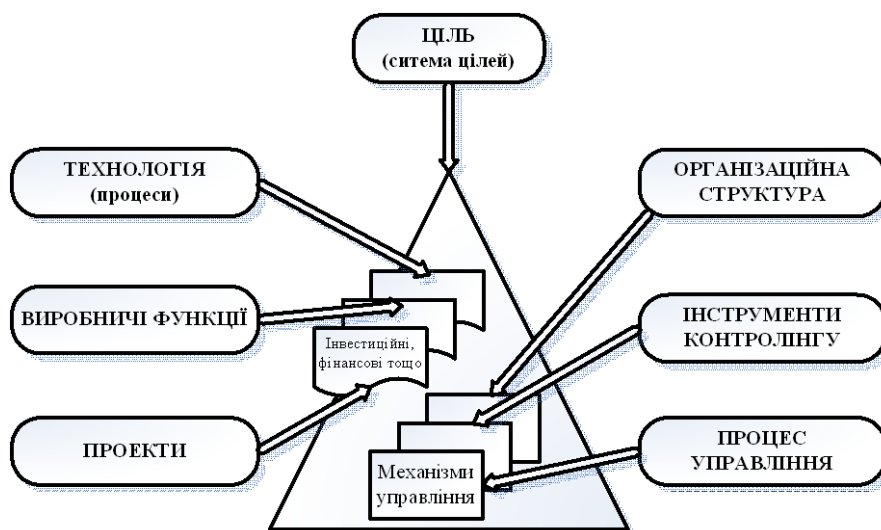 ЦІЛЬ
(ситема цілей)
ТЕХНОЛОГІЯ
(процеси)
ОРГАНІЗАЦІЙНА
СТРУКТУРА
ВИРОБНИЧІ ФУНКЦІЇ
Інвестиційні,
фінансові тощо
ІНСТРУМЕНТИ
КОНТРОЛІНГУ
ПРОЕКТИ
Механізми
управління
ПРОЦЕС
УПРАВЛІННЯ